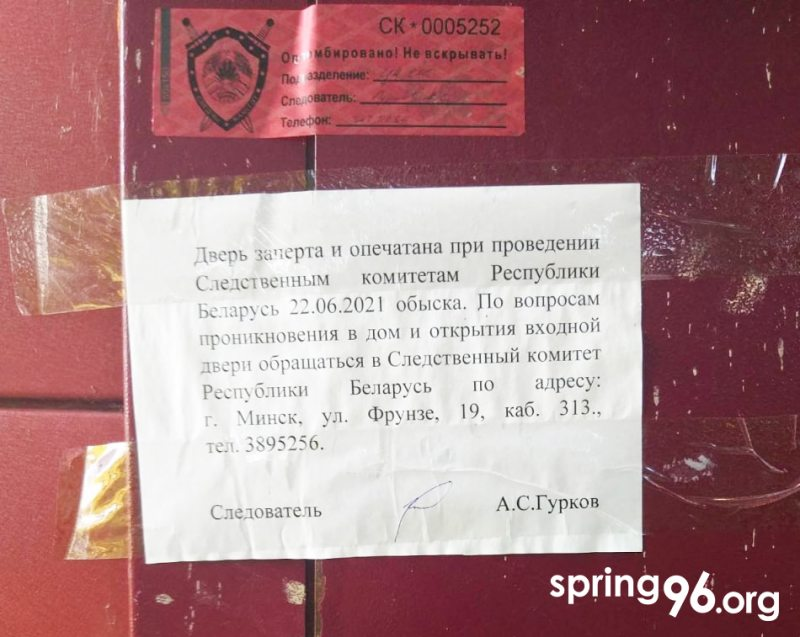 СК * 0005252
Опломбировано! Не вскрывать!
Подразделение:
Следователь:
Телефон:
Дверь заперта и опечатана при проведении
Следственным комитетам Республики
Беларусь 22.06.2021 обыска. По вопросам
проникновения в дом и открытия входной
двери обращаться в Следственный комитет
Республики Беларусь по адресу:
г. Минск, ул. Фрунзе, 19, каб. 313.,
тел. 3895256.
Следователь А.С.Гурков
spring96.org